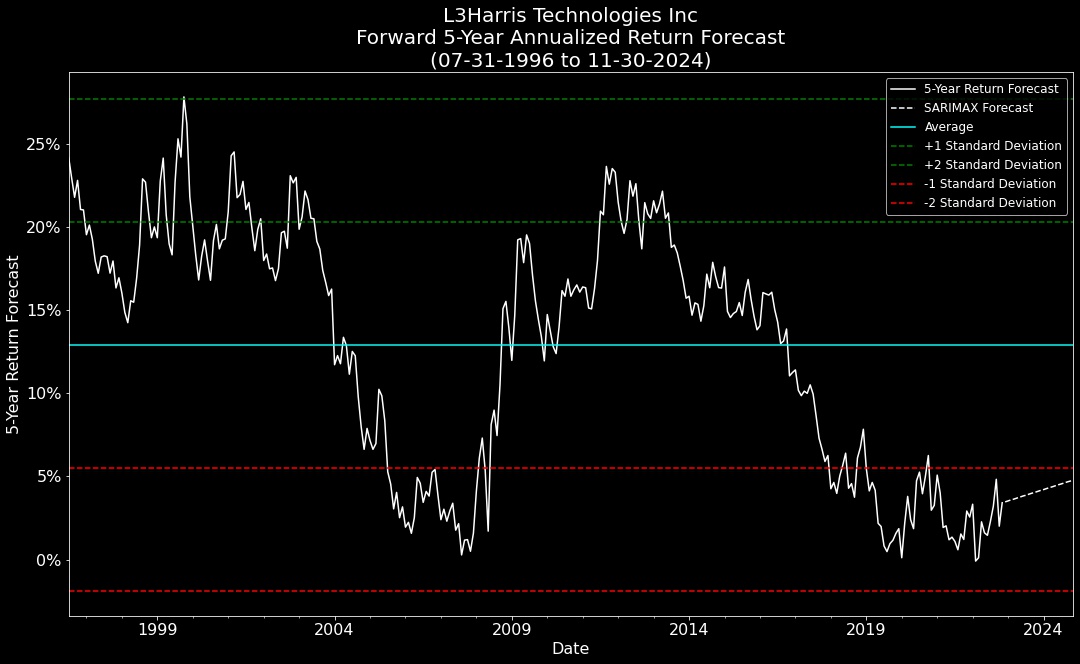 L3Harris Technologies Inc
Forward 5-Year Annualized Return Forecast
(07-31-1996 to 11-30-2024)
5-Year Return Forecast
SARIMAX Forecast
Average
+1 Standard Deviation
+2 Standard Deviation
-1 Standard Deviation
-2 Standard Deviation
5-Year Return Forecast
25%
20%
15%
10%
5%
0%
1999
2004
2009
2014
2019
2024
Date